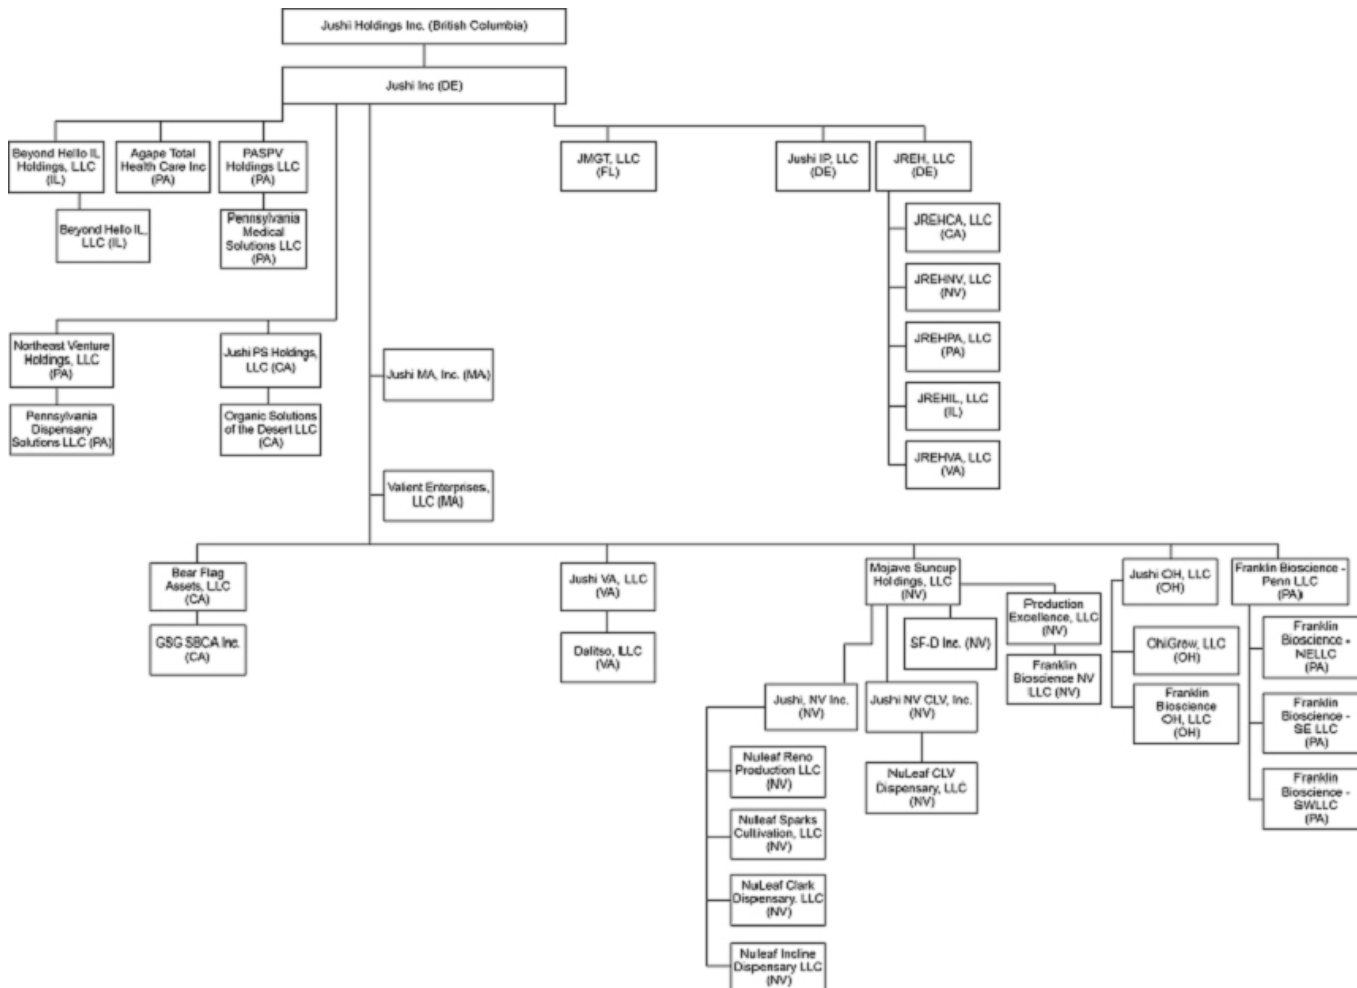 Jushi Holdings Inc. (British Columbia)
Jushi Inc (DE)
Beyond Hello IL
Holdings, LLC
(IL)
Agape Total
Health Care Inc
(PA)
PASPV
Holdings LLC
(PA)
JMGT, LLC
(FL)
Jushi IP, LLC
(DE)
JREH, LLC
(DE)
Beyond Hello IL,
LLC (IL)
Pennsylvania
Medical
Solutions LLC
(PA)
JREHCA, LLC
(CA)
JREHNV, LLC
(NV)
JREHPA, LLC
(PA)
JREHIL, LLC
(IL)
JREHVA, LLC
(VA)
Northeast Venture
Holdings, LLC
(PA)
Jushi PS Holdings,
LLC (CA)
Jushi MA, Inc. (MA)
Pennsylvania
Dispensary
Solutions LLC (PA)
Organic Solutions
of the Desert LLC
(CA)
Valient Enterprises,
LLC (MA)
Bear Flag
Assets, LLC
(CA)
Jushi VA, LLC
(VA)
Mojave Suncup
Holdings, LLC
(NV)
Jushi OH, LLC
(OH)
Franklin Bioscience -
Penn LLC
(PA)
GSG SBCA Inc.
(CA)
Dalitso, LLC
(VA)
SF-D Inc. (NV)
Production
Excellence, LLC
(NV)
Franklin
Bioscience NV
LLC (NV)
OhiGrow, LLC
(OH)
Franklin
Bioscience
OH, LLC
(OH)
Franklin
Bioscience -
NELLC
(PA)
Franklin
Bioscience -
SE LLC
(PA)
Franklin
Bioscience -
SWLLC
(PA)
Jushi, NV Inc.
(NV)
Jushi NV CLV, Inc.
(NV)
Nuleaf Reno
Production LLC
(NV)
NuLeaf CLV
Dispensary, LLC
(NV)
Nuleaf Sparks
Cultivation, LLC
(NV)
NuLeaf Clark
Dispensary. LLC
(NV)
Nuleaf Incline
Dispensary LLC
(NV)